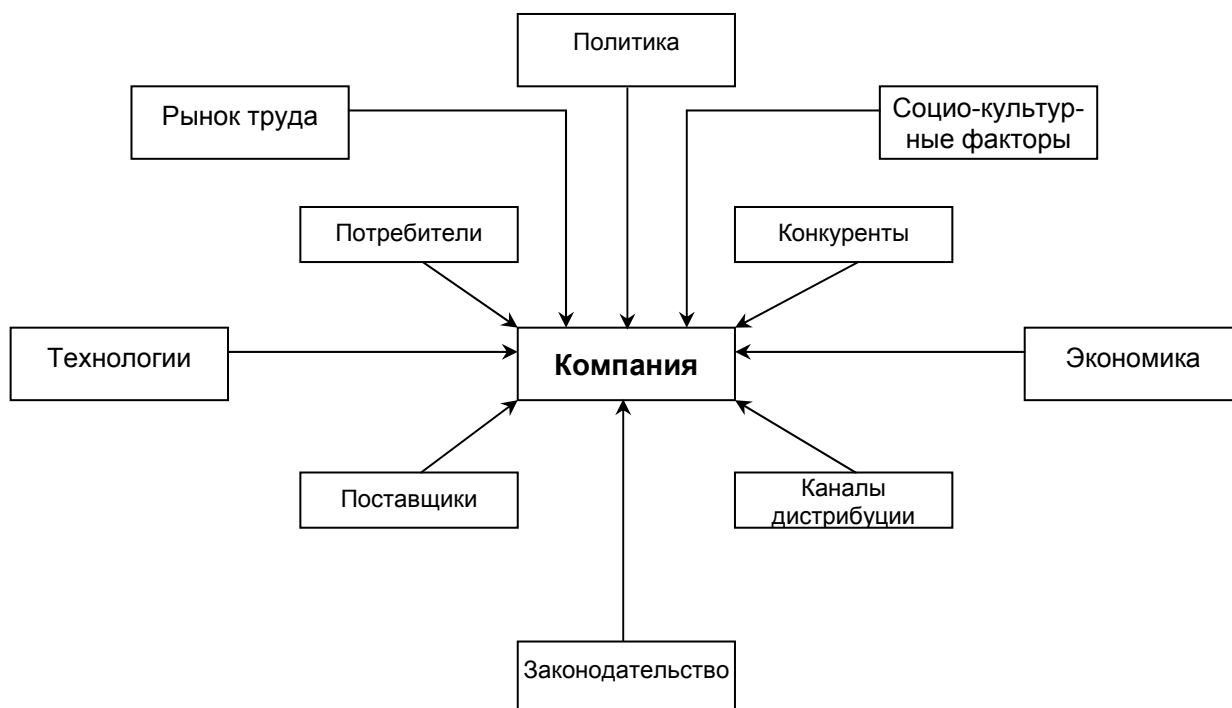 Политика
Рынок труда
Социо-культур-
ные факторы
Потребители
Конкуренты
Технологии
Компания
Экономика
Поставщики
Каналы
дистрибуции
Законодательство